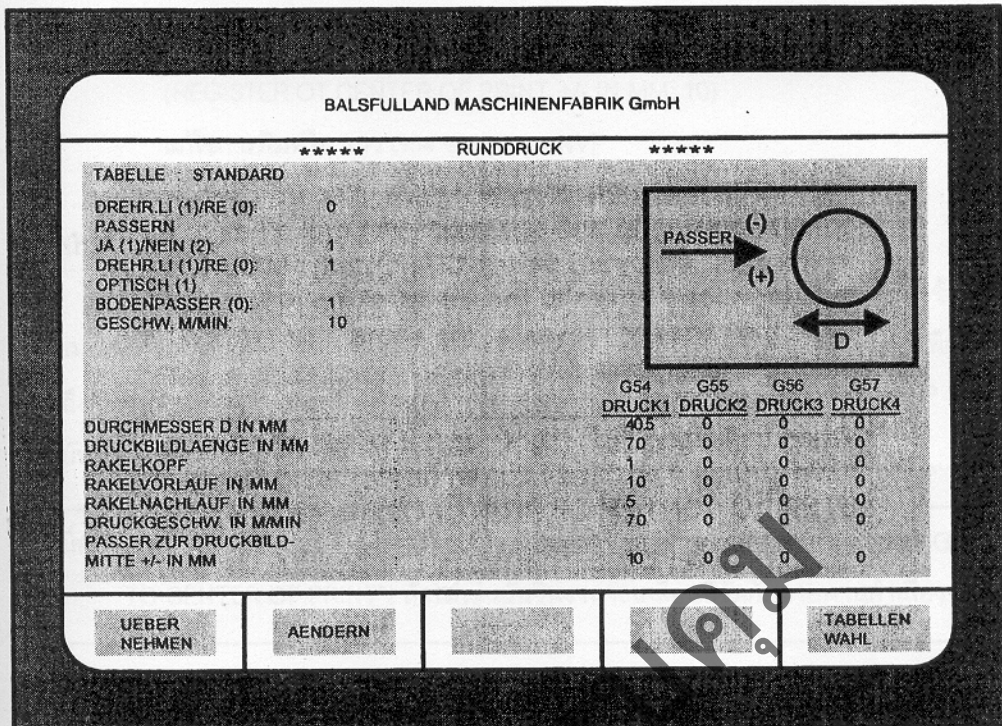 BALSFULLAND MASCHINENFABRIK GmbH
***** RUNDDRUCK *****
TABELLE : STANDARD
DREHR.LI (1)/RE (0): 0
PASSERN
JA (1)/NEIN (2): 1
DREHR.LI (1)/RE (0): 1
OPTISCH (1)
BODENPASSER (0): 1
GESCHW. M/MIN: 10
PASSER (-)
(+)
D
G54 G55 G56 G57
DRUCK1 DRUCK2 DRUCK3 DRUCK4
DURCHMESSER D IN MM : 40.5 0 0 0
DRUCKBILDLAENGE IN MM : 70 0 0 0
RAKELKOPF : 1 0 0 0
RAKELVORLAUF IN MM : 10 0 0 0
RAKELNACHLAUF IN MM : 5 0 0 0
DRUCKGESCHW. IN M/MIN : 70 0 0 0
PASSER ZUR DRUCKBILD-
MITTE +/- IN MM : 10 0 0 0
UEBER
NEHMEN
AENDERN
TABELLEN
WAHL